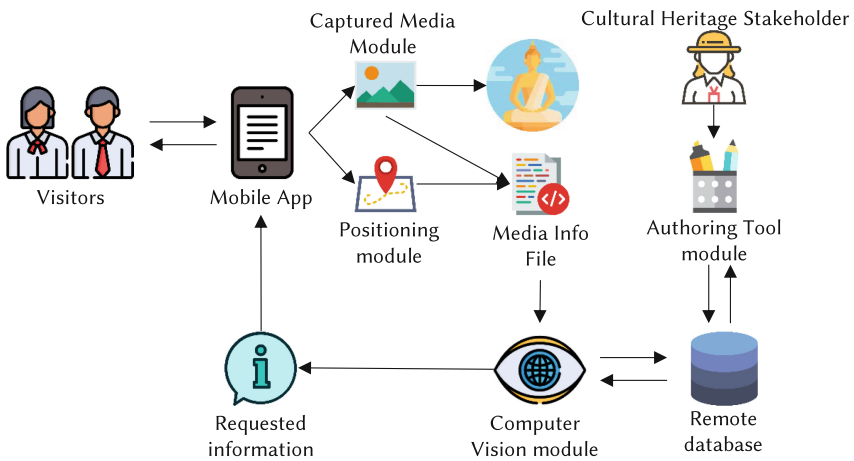 Captured Media
Module
Cultural Heritage Stakeholder
Visitors
Mobile App
Positioning
module
Media Info
File
Authoring Tool
module
Requested
information
Computer
Vision module
Remote
database